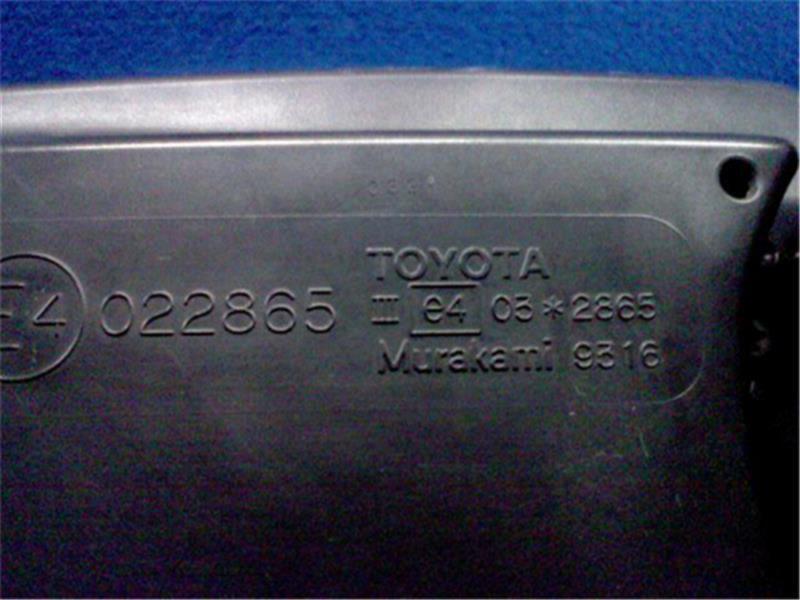 TOYOTA
E4 022865 III e4 03*2865
Murakami 9316